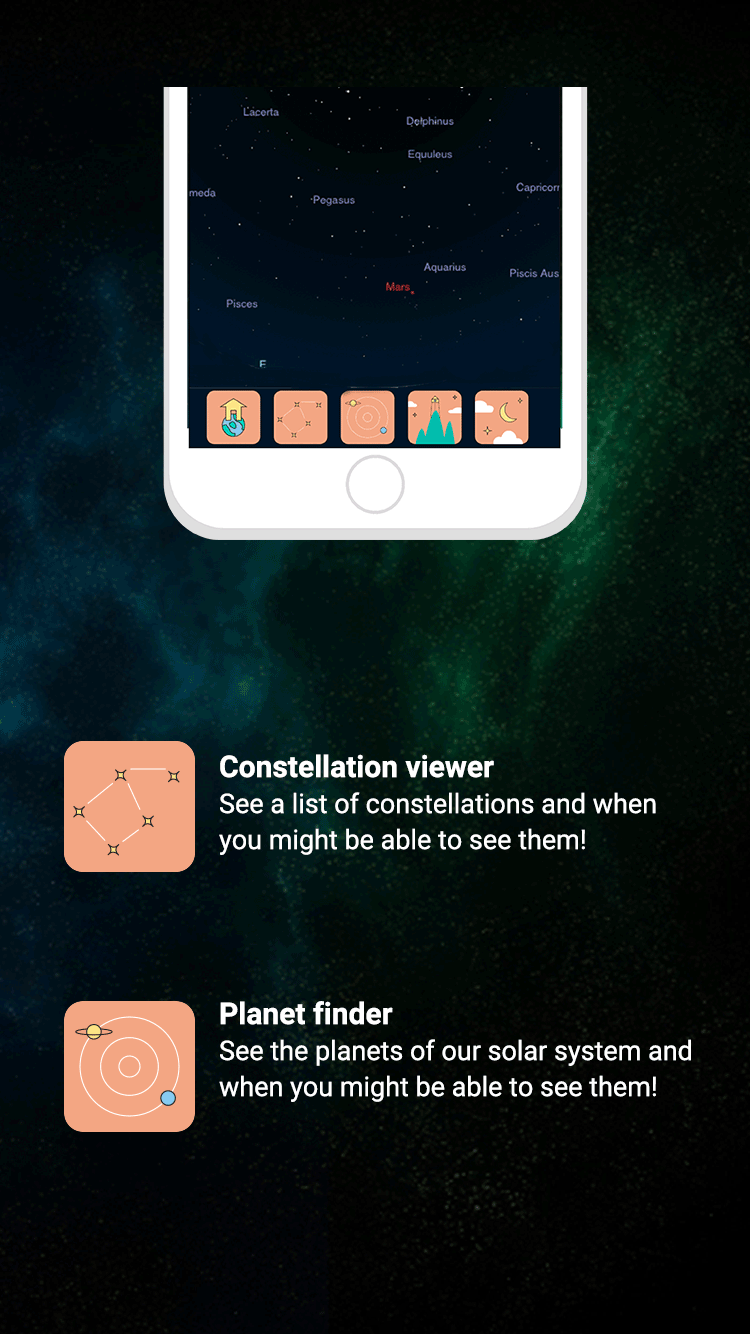 Lacerta
Delphinus
Equuleus
meda
Capricorn
Pegasus
Aquarius
Piscis Aus
Mars
Pisces
E
Constellation viewer
See a list of constellations and when
you might be able to see them!
Planet finder
See the planets of our solar system and
when you might be able to see them!